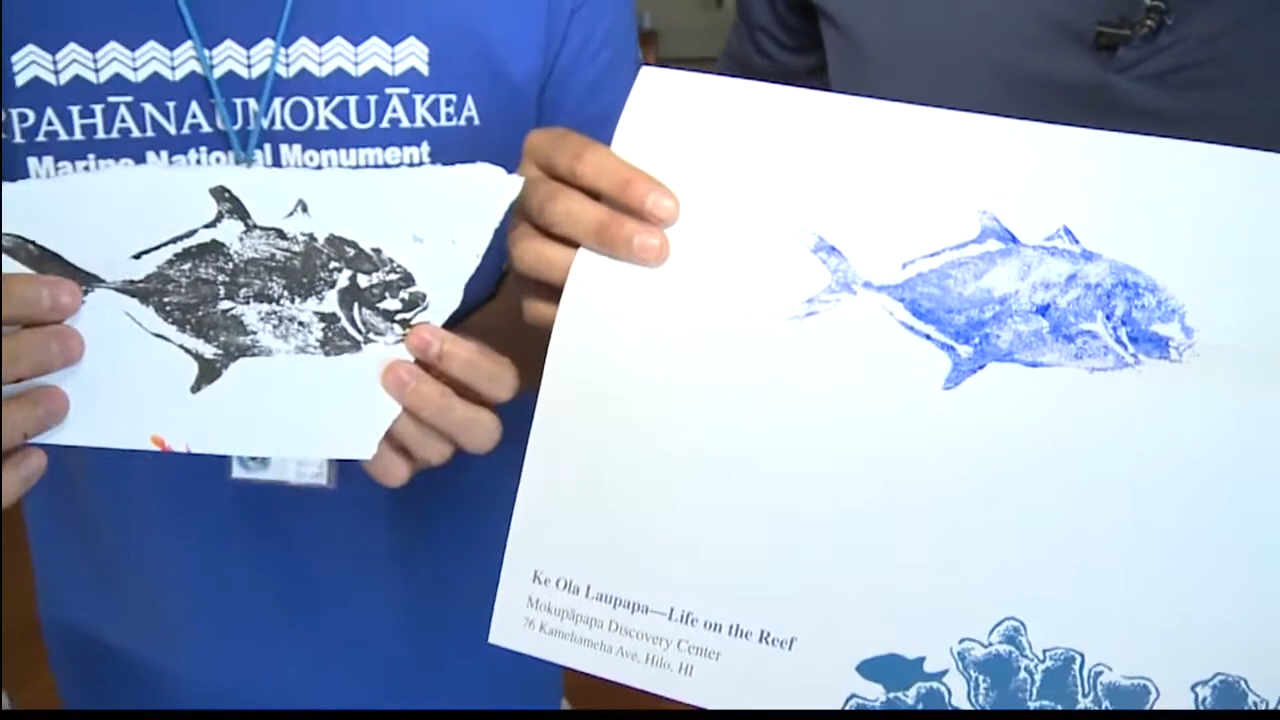 PAHĀNAUMOKUĀKEA
Marine National Monument
Ke Ola Laupapa—Life on the Reef
Mokupāpapa Discovery Center
76 Kamehameha Ave, Hilo, HI